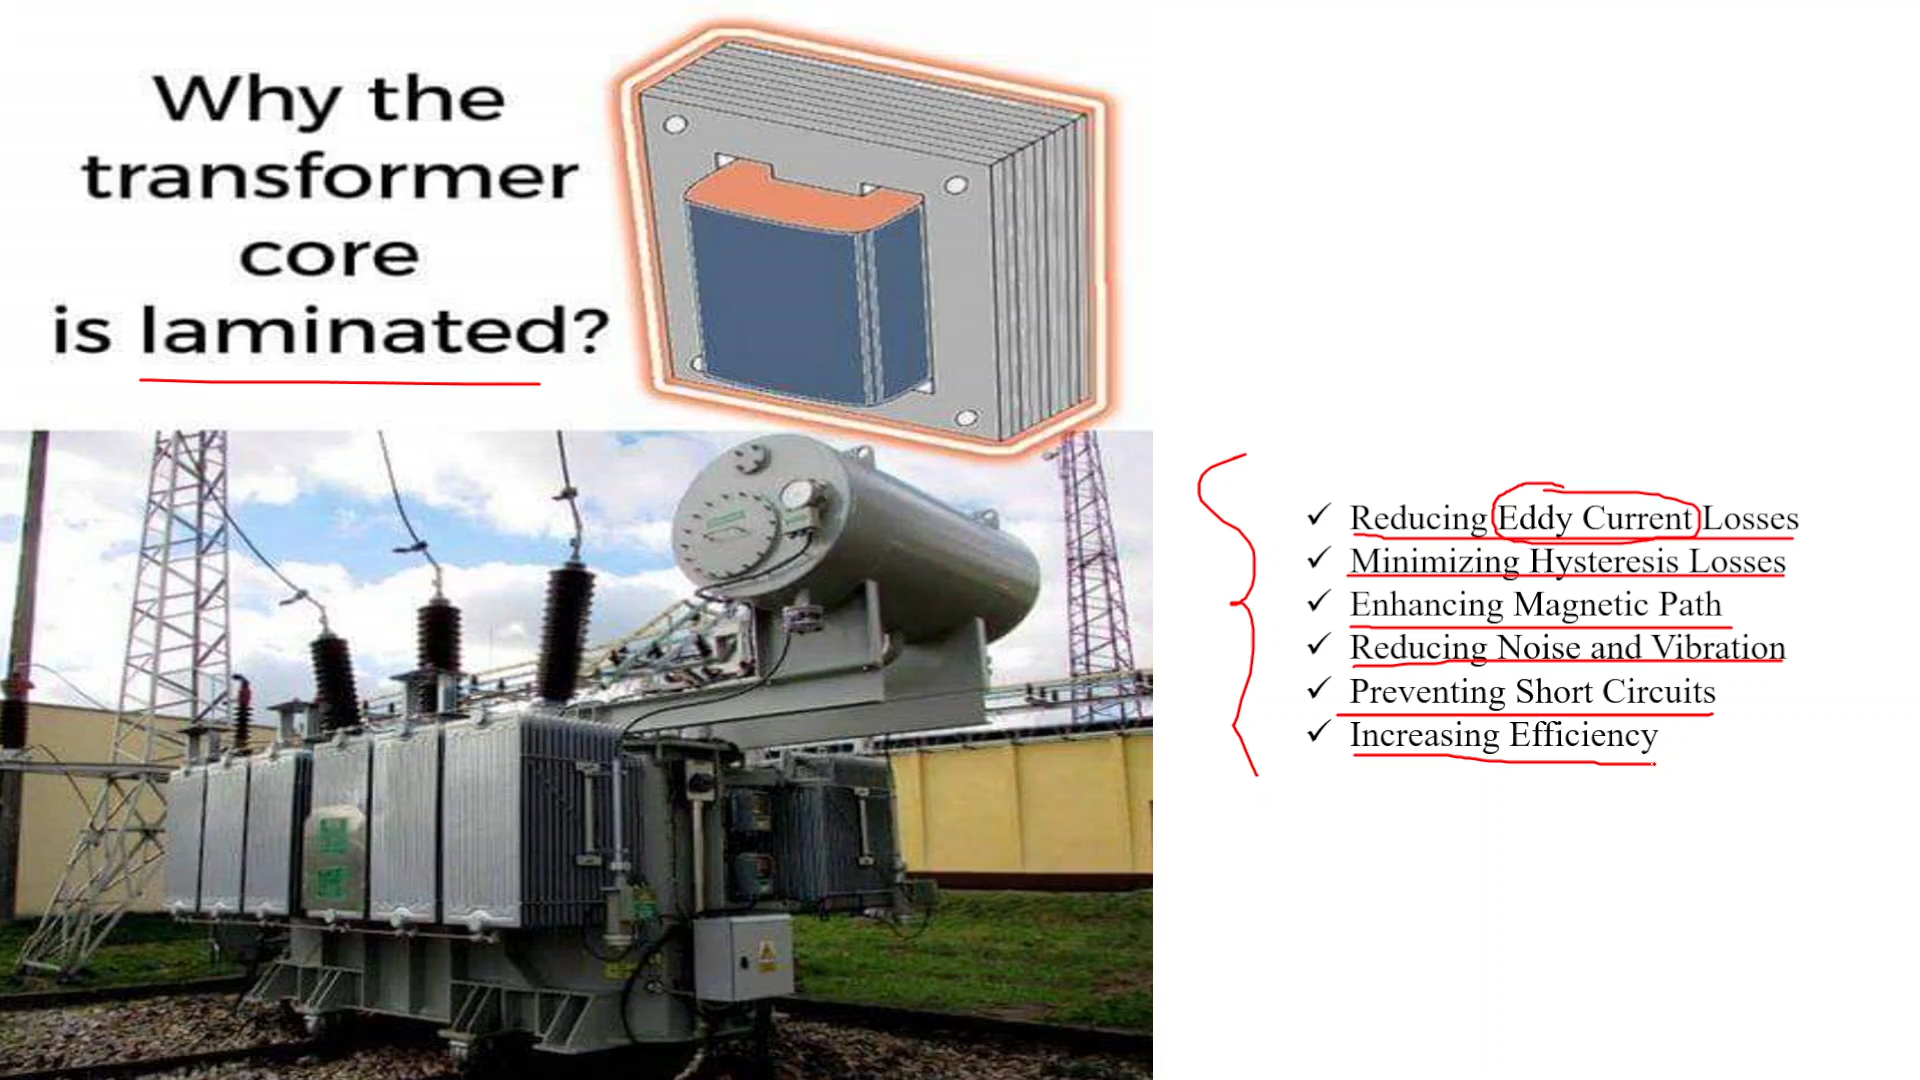 Why the
transformer
core
is laminated?
✓ Reducing Eddy Current Losses
✓ Minimizing Hysteresis Losses
✓ Enhancing Magnetic Path
✓ Reducing Noise and Vibration
✓ Preventing Short Circuits
✓ Increasing Efficiency